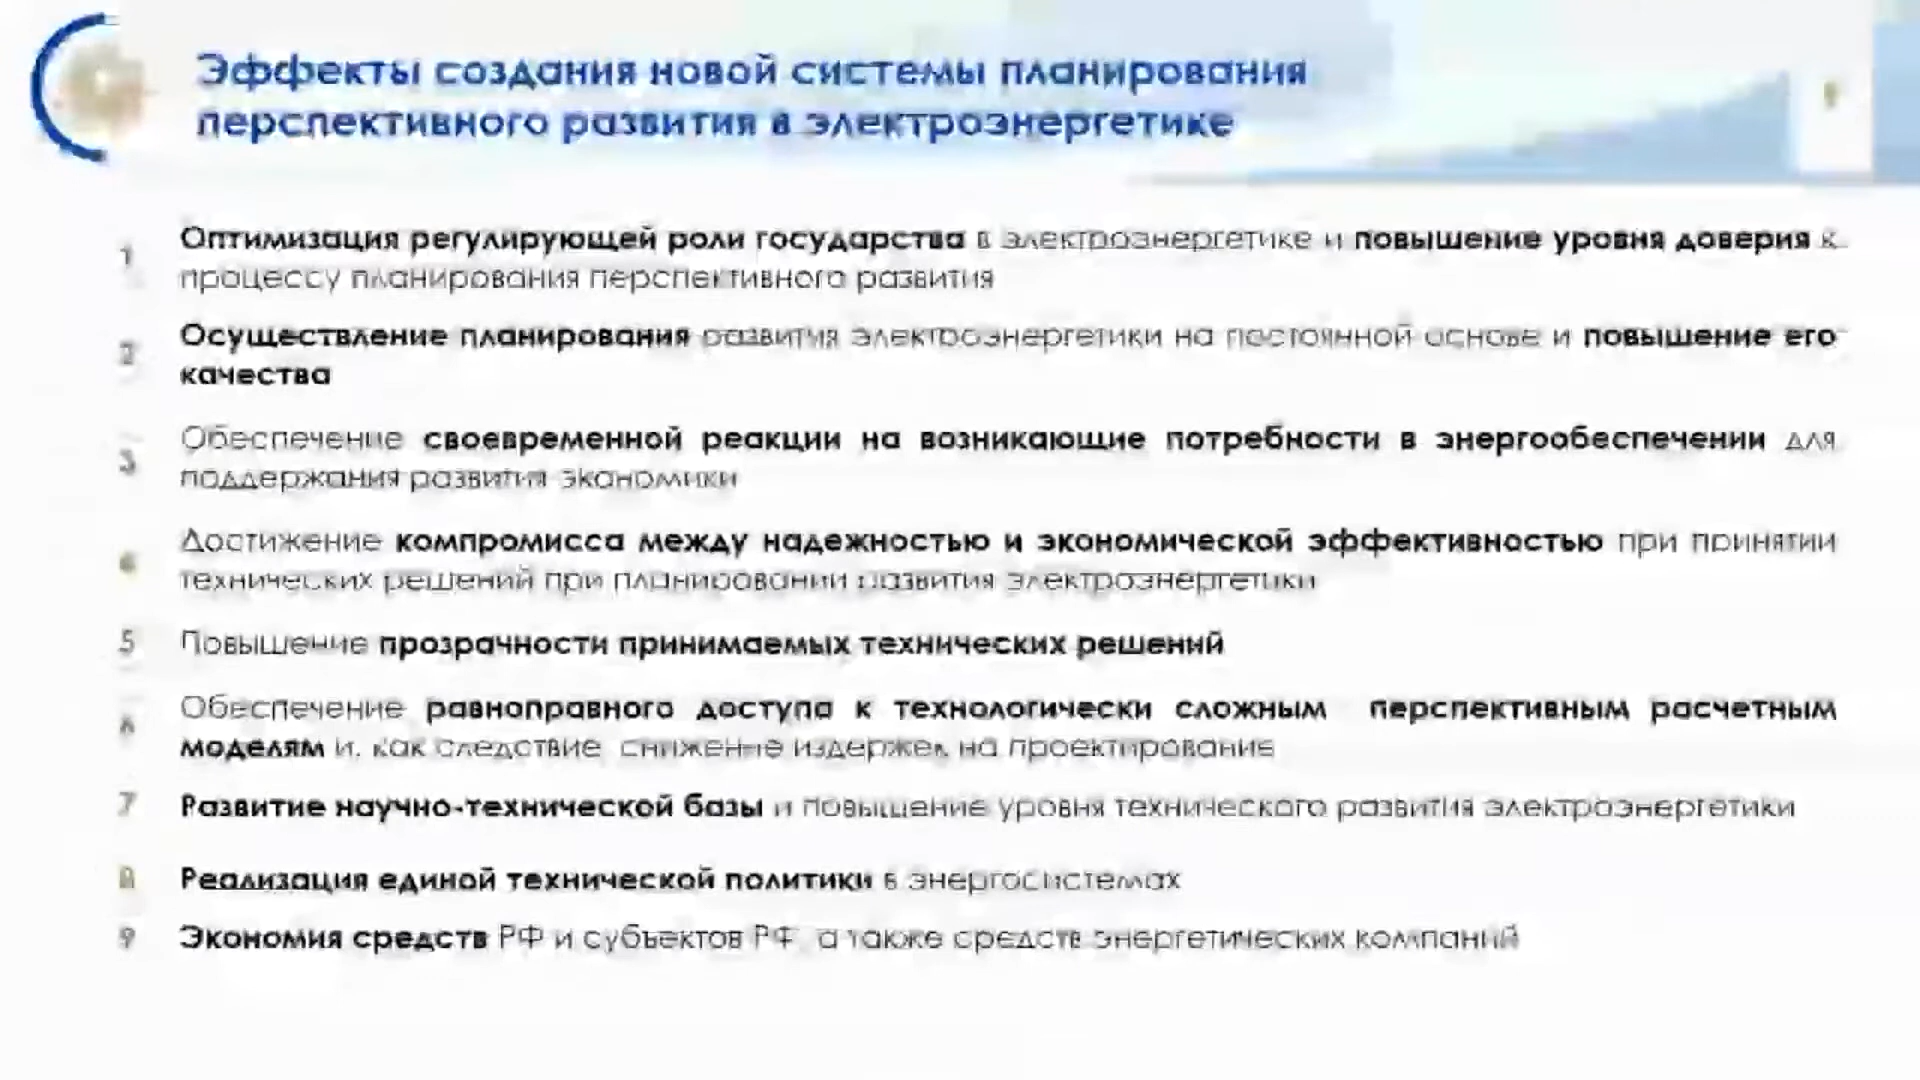 Эффекты создания новой системы планирования
перспективного развития в электроэнергетике
1 Оптимизация регулирующей роли государства в электроэнергетике и повышение уровня доверия к
процессу планирования перспективного развития
2 Осуществление планирования развития электроэнергетики на постоянной основе и повышение его
качества
3 Обеспечение своевременной реакции на возникающие потребности в энергообеспечении для
поддержания развития экономики
4 Достижение компромисса между надежностью и экономической эффективностью при принятии
технических решений при планировании развития электроэнергетики
5 Повышение прозрачности принимаемых технических решений
6 Обеспечение равноправного доступа к технологически сложным перспективным расчетным
моделям и, как следствие, снижение издержек на проектирование
7 Развитие научно-технической базы и повышение уровня технического развития электроэнергетики
8 Реализация единой технической политики в энергосистемах
9 Экономия средств РФ и субъектов РФ, а также средств энергетических компаний